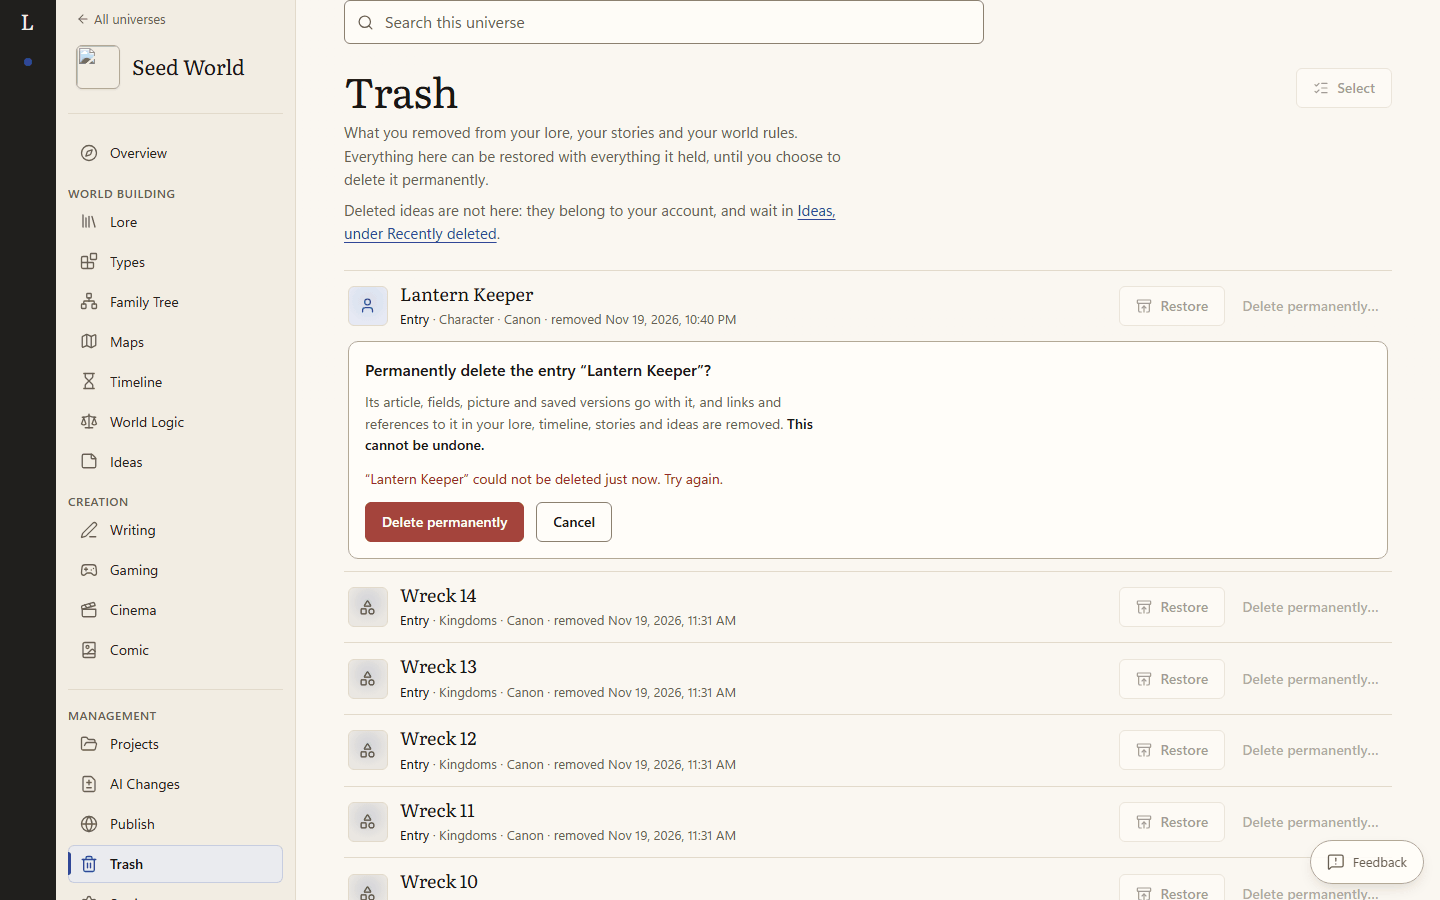 L
All universes
Seed World
Overview
WORLD BUILDING
Lore
Types
Family Tree
Maps
Timeline
World Logic
Ideas
CREATION
Writing
Gaming
Cinema
Comic
MANAGEMENT
Projects
AI Changes
Publish
Trash
Search this universe
Trash
Select
What you removed from your lore, your stories and your world rules.
Everything here can be restored with everything it held, until you choose to
delete it permanently.
Deleted ideas are not here: they belong to your account, and wait in Ideas,
under Recently deleted.
Lantern Keeper
Entry · Character · Canon · removed Nov 19, 2026, 10:40 PM
Restore
Delete permanently...
Permanently delete the entry “Lantern Keeper”?
Its article, fields, picture and saved versions go with it, and links and
references to it in your lore, timeline, stories and ideas are removed. This
cannot be undone.
“Lantern Keeper” could not be deleted just now. Try again.
Delete permanently
Cancel
Wreck 14
Entry · Kingdoms · Canon · removed Nov 19, 2026, 11:31 AM
Restore
Delete permanently...
Wreck 13
Entry · Kingdoms · Canon · removed Nov 19, 2026, 11:31 AM
Restore
Delete permanently...
Wreck 12
Entry · Kingdoms · Canon · removed Nov 19, 2026, 11:31 AM
Restore
Delete permanently...
Wreck 11
Entry · Kingdoms · Canon · removed Nov 19, 2026, 11:31 AM
Restore
Delete permanently...
Wreck 10
Restore
Delete permanently...
Feedback